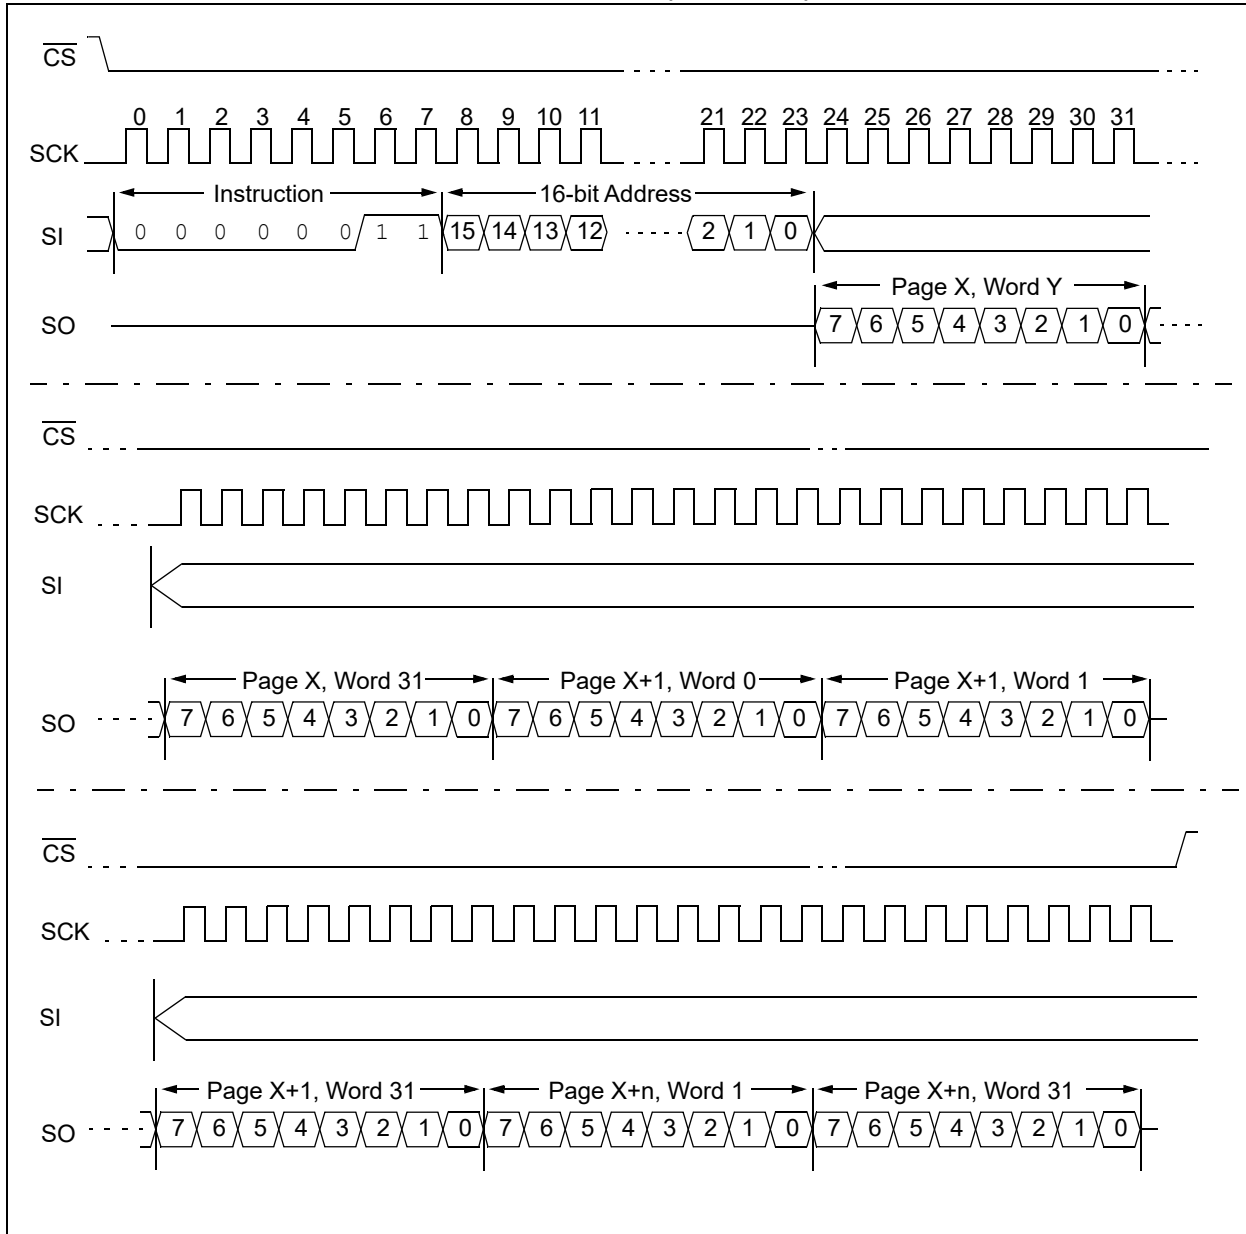 CS
0 1 2 3 4 5 6 7 8 9 10 11 21 22 23 24 25 26 27 28 29 30 31
SCK
Instruction 16-bit Address
SI 0 0 0 0 0 0 1 1 15 14 13 12 2 1 0
Page X, Word Y
SO 7 6 5 4 3 2 1 0
CS
SCK
SI
Page X, Word 31 Page X+1, Word 0 Page X+1, Word 1
SO 7 6 5 4 3 2 1 0 7 6 5 4 3 2 1 0 7 6 5 4 3 2 1 0
CS
SCK
SI
Page X+1, Word 31 Page X+n, Word 1 Page X+n, Word 31
SO 7 6 5 4 3 2 1 0 7 6 5 4 3 2 1 0 7 6 5 4 3 2 1 0